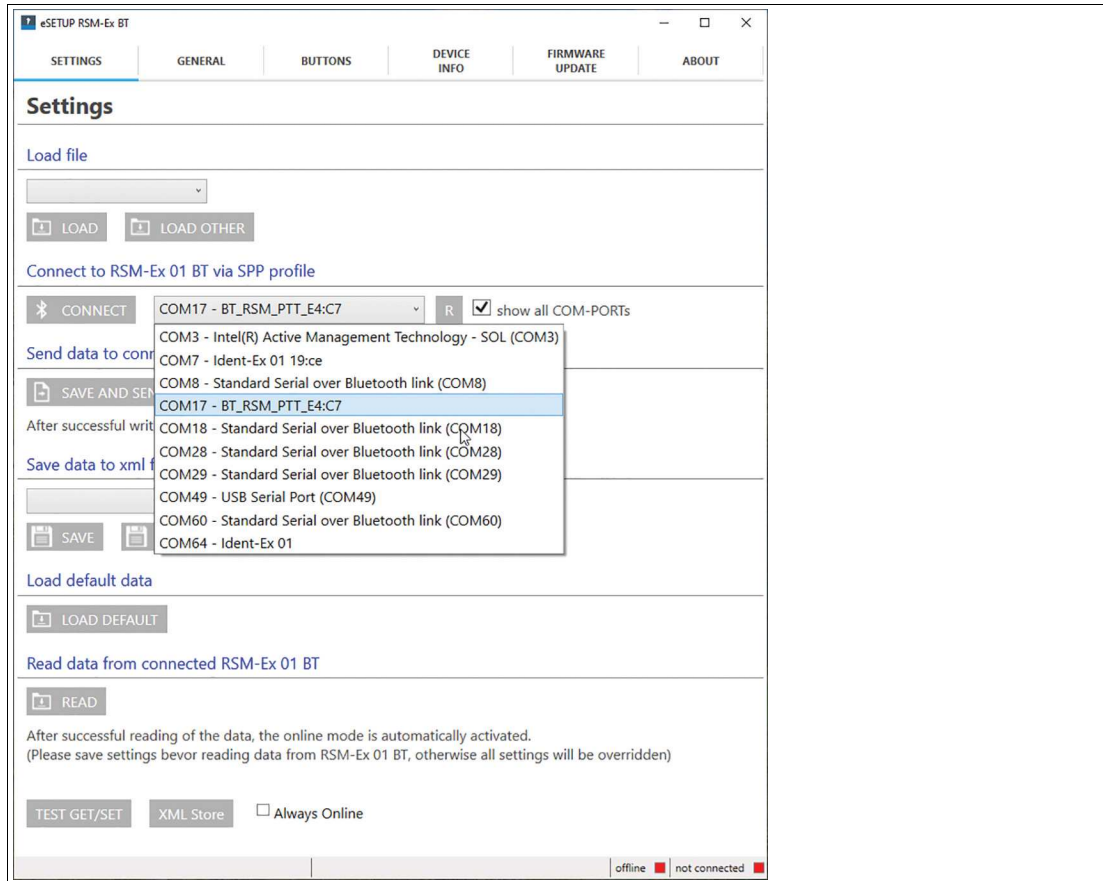 eSETUP RSM-Ex BT
SETTINGS GENERAL BUTTONS DEVICE INFO FIRMWARE UPDATE ABOUT
Settings
Load file
LOAD LOAD OTHER
Connect to RSM-Ex 01 BT via SPP profile
CONNECT COM17 - BT_RSM_PTT_E4:C7 R show all COM-PORTs
COM3 - Intel(R) Active Management Technology - SOL (COM3)
COM7 - Ident-Ex 01 19:ce
Send data to conn
COM8 - Standard Serial over Bluetooth link (COM8)
SAVE AND SEN
COM17 - BT_RSM_PTT_E4:C7
After successful writ
COM18 - Standard Serial over Bluetooth link (COM18)
COM28 - Standard Serial over Bluetooth link (COM28)
Save data to xml f
COM29 - Standard Serial over Bluetooth link (COM29)
COM49 - USB Serial Port (COM49)
COM60 - Standard Serial over Bluetooth link (COM60)
SAVE
COM64 - Ident-Ex 01
Load default data
LOAD DEFAULT
Read data from connected RSM-Ex 01 BT
READ
After successful reading of the data, the online mode is automatically activated.
(Please save settings bevor reading data from RSM-Ex 01 BT, otherwise all settings will be overridden)
TEST GET/SET XML Store Always Online
offline not connected